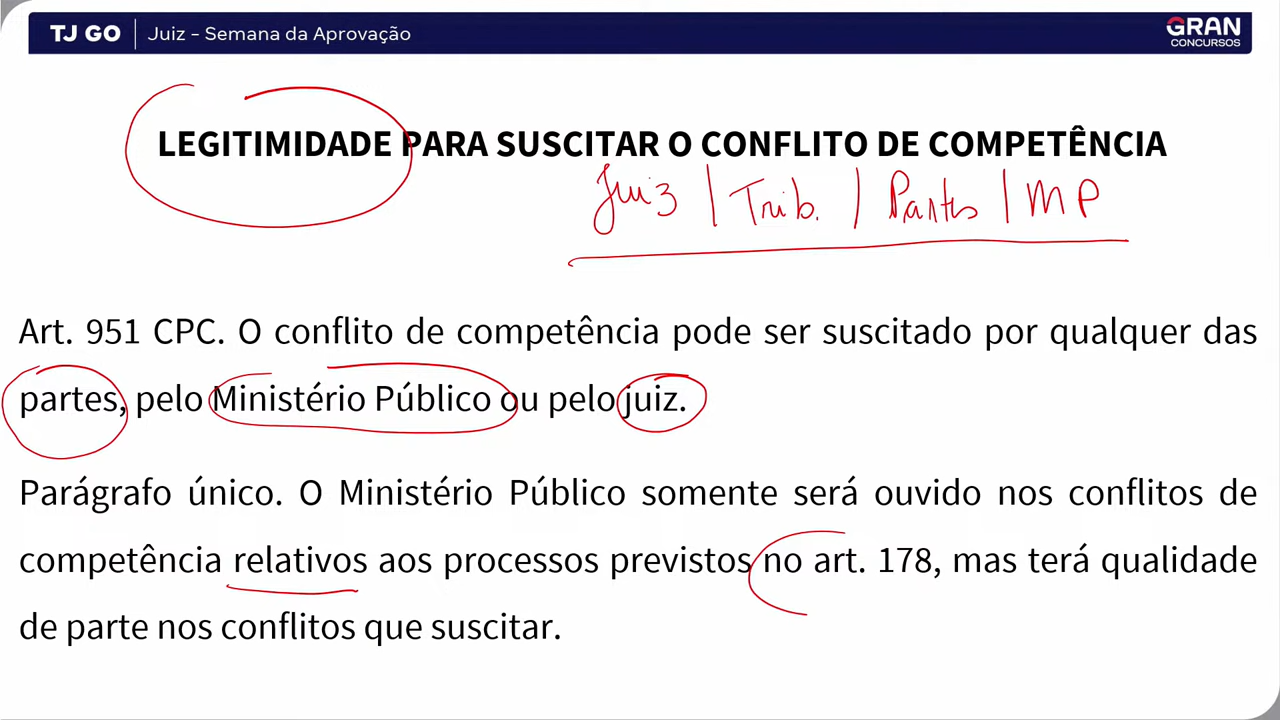 TJ GO | Juiz – Semana da Aprovação
GRAN CONCURSOS
LEGITIMIDADE PARA SUSCITAR O CONFLITO DE COMPETÊNCIA
Juiz | Trib. | Partes | MP
Art. 951 CPC. O conflito de competência pode ser suscitado por qualquer das
partes, pelo Ministério Público ou pelo juiz.
Parágrafo único. O Ministério Público somente será ouvido nos conflitos de
competência relativos aos processos previstos no art. 178, mas terá qualidade
de parte nos conflitos que suscitar.